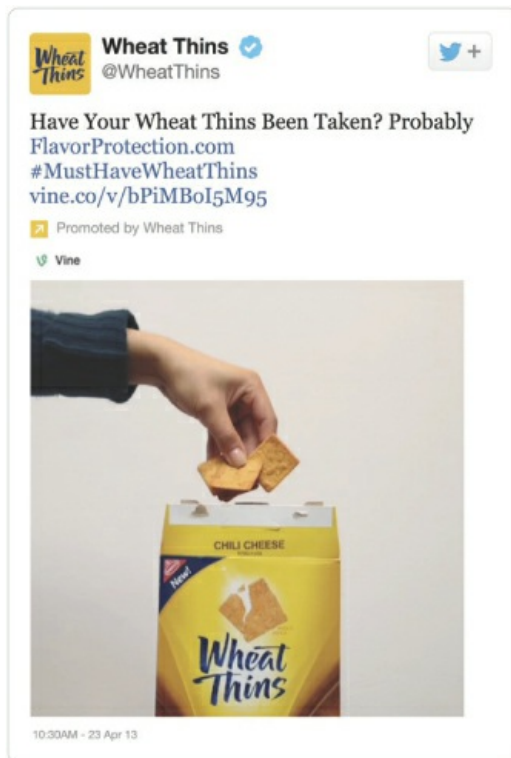 Wheat
Thins
Wheat Thins
@WheatThins
+
Have Your Wheat Thins Been Taken? Probably
FlavorProtection.com
#MustHaveWheatThins
vine.co/v/bPiMBoI5M95
Promoted by Wheat Thins
Vine
CHILI CHEESE
New!
Wheat
Thins
10:30AM - 23 Apr 13